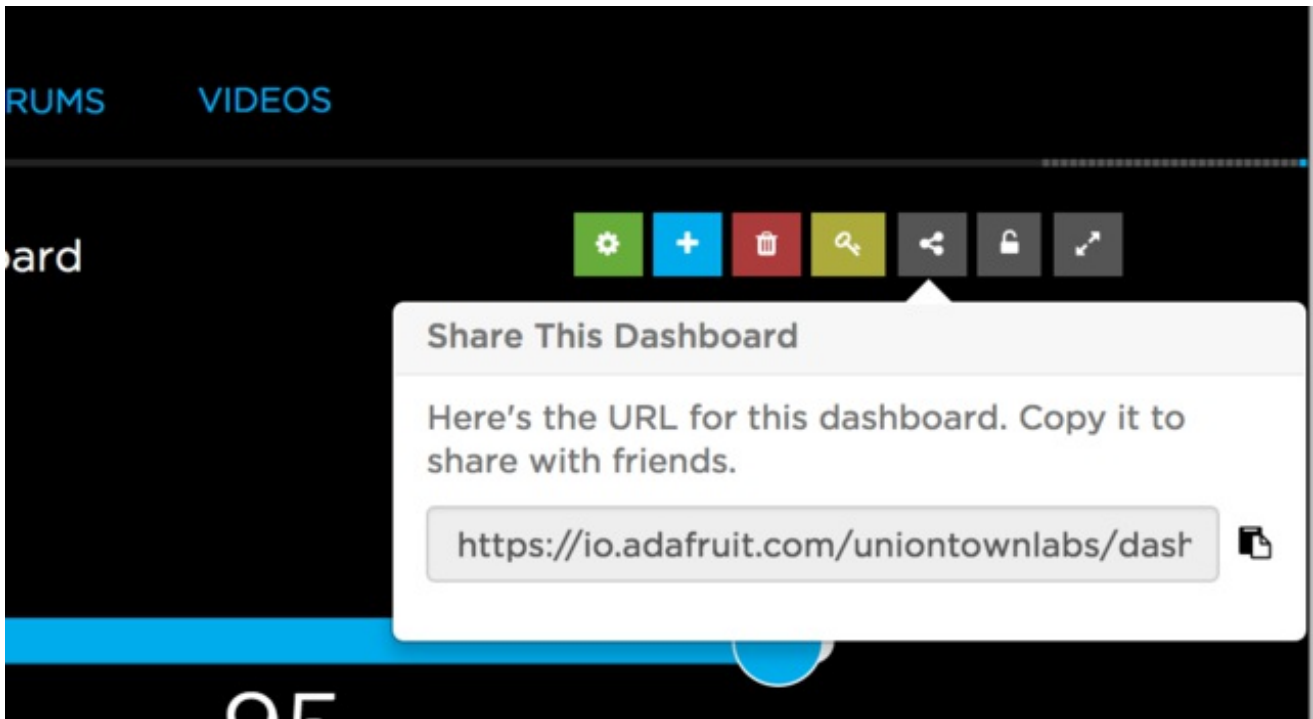 RUMS VIDEOS
oard
Share This Dashboard
Here's the URL for this dashboard. Copy it to
share with friends.
https://io.adafruit.com/uniontownlabs/dash